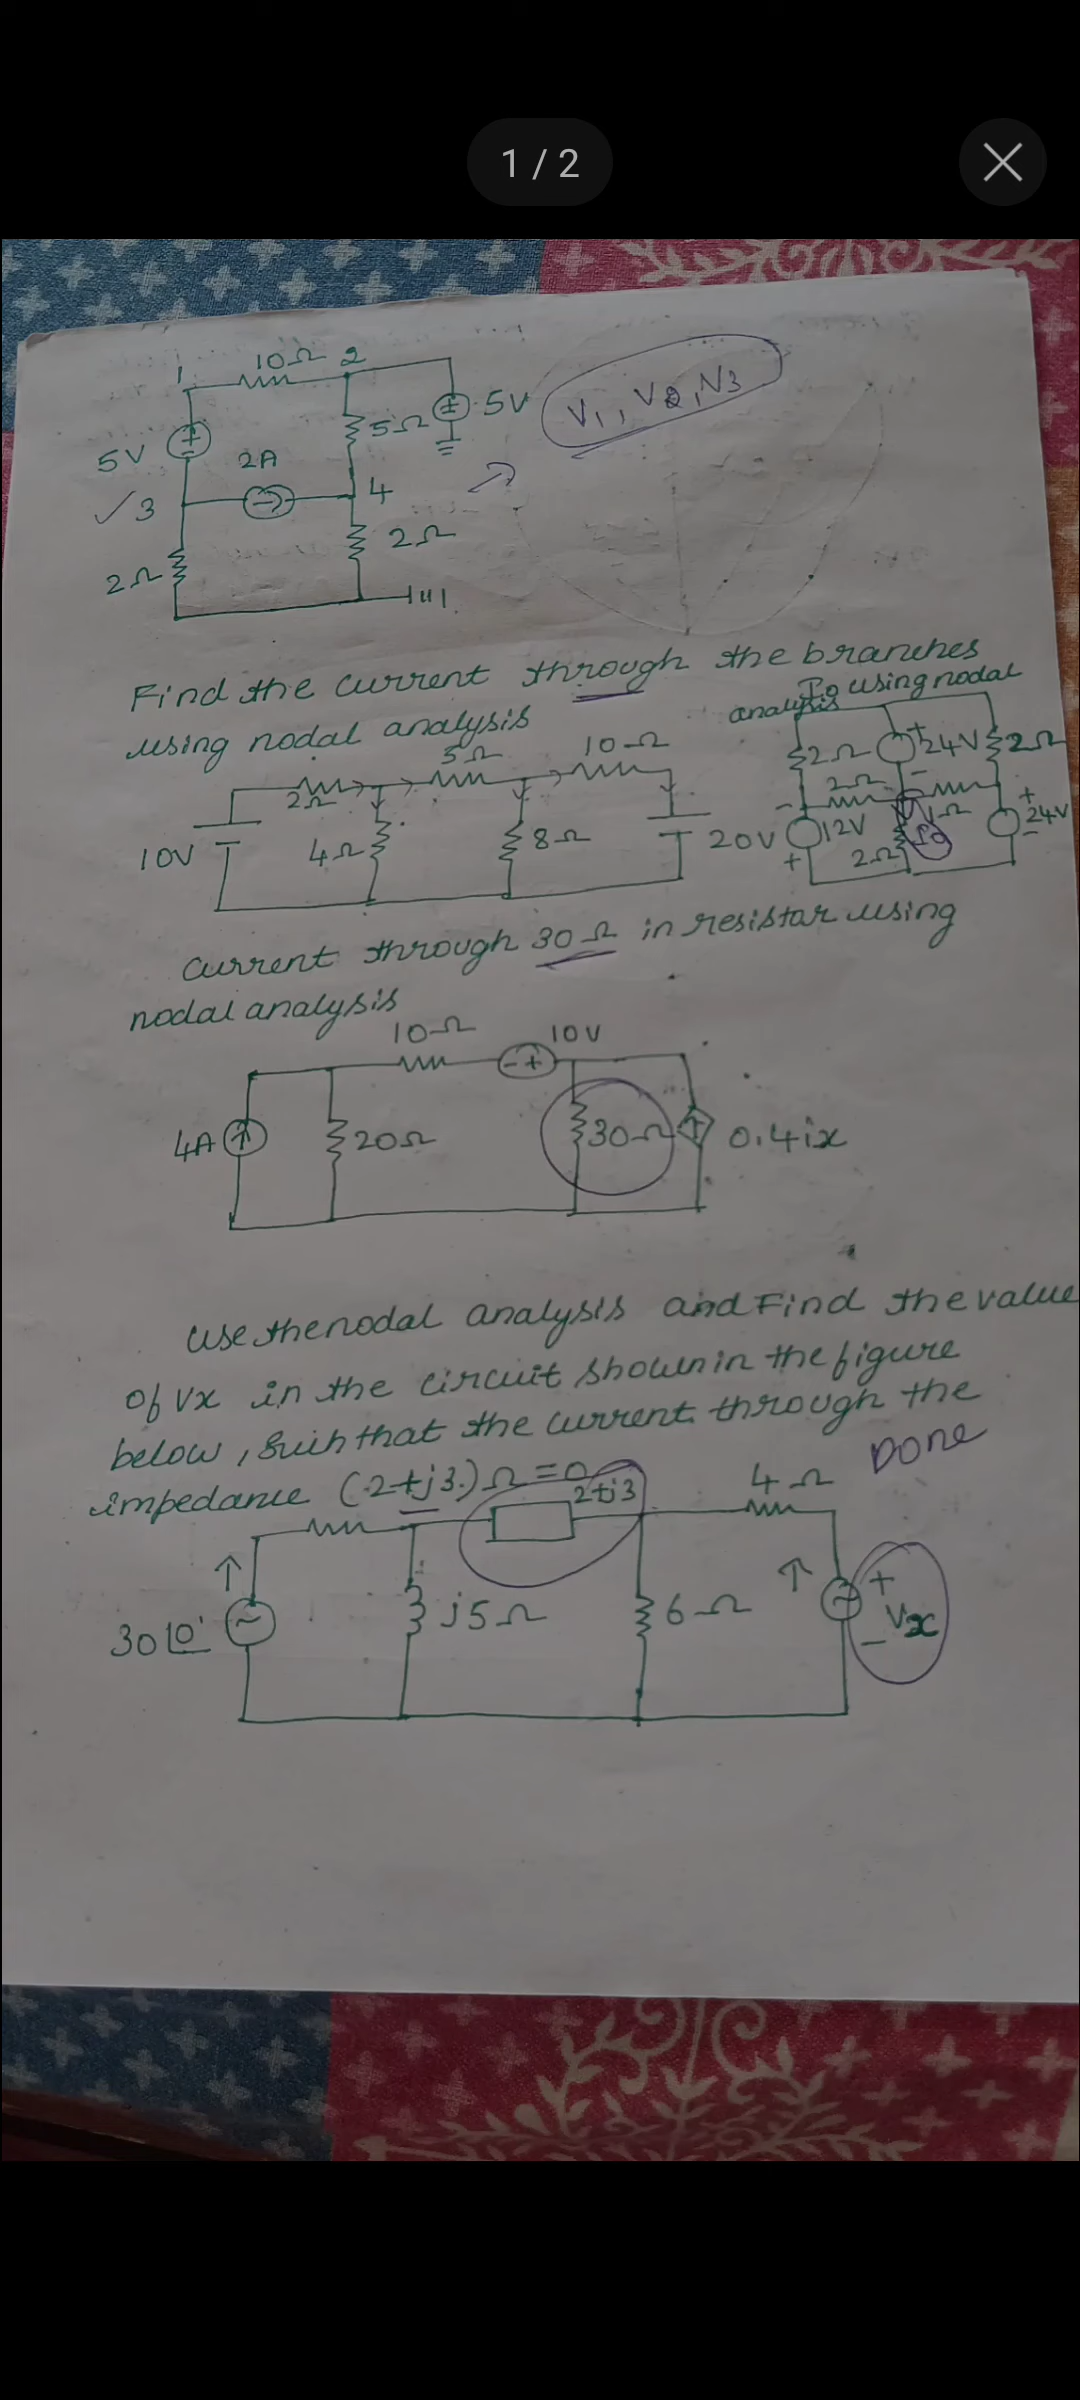 1 / 2
1 10Ω 2
5V
5Ω
5V
V1, V2, V3
2A
✓3
4
2Ω
2Ω
Find the current through the branches
using nodal analysis
Io using nodal
analysis
2Ω
5Ω
10Ω
10V
4Ω
8Ω
20V
2Ω
+
24V
-
2Ω
2Ω
1Ω
-
12V
+
2Ω
Io
+
24V
-
current through 30Ω in resistar using
nodal analysis
10Ω
10V
- +
4A
20Ω
30Ω
0.4ix
use the nodal analysis and Find the value
of Vx in the circuit shown in the figure
below, such that the current through the
impedance (2+j3)Ω = 0
Done
2+j3
4Ω
30∠0°
j5Ω
6Ω
+
Vx
-